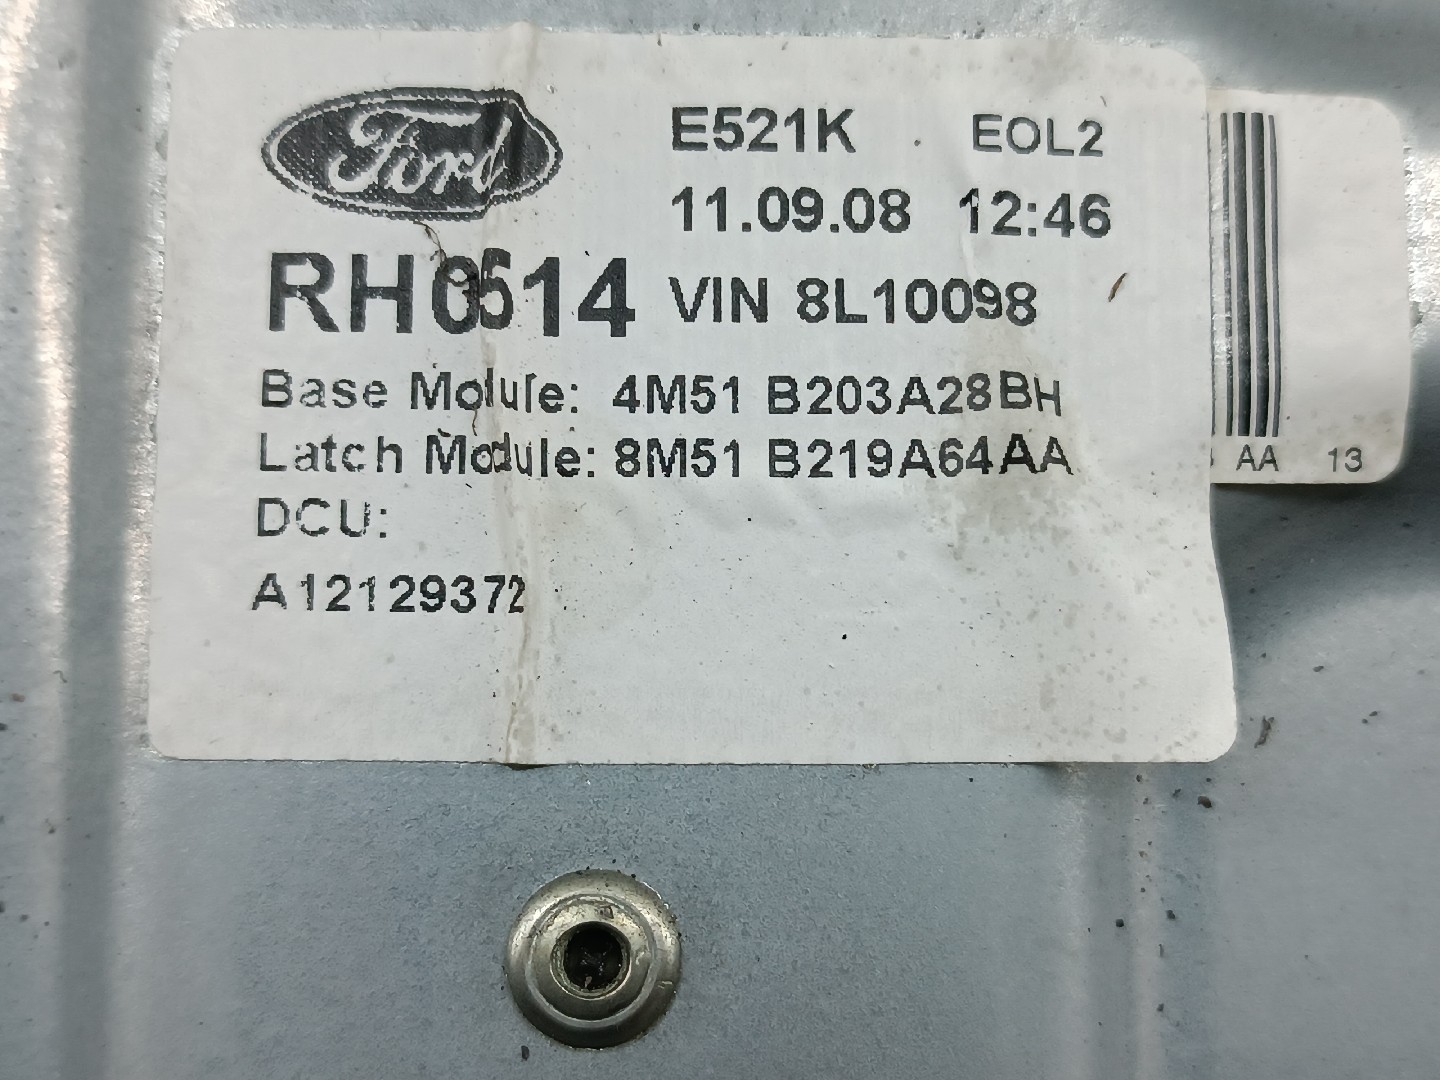 Ford
E521K EOL2
11.09.08 12:46
RH0514 VIN 8L10098
Base Module: 4M51 B203A28BH
Latch Module: 8M51 B219A64AA
DCU:
A12129372
AA 13